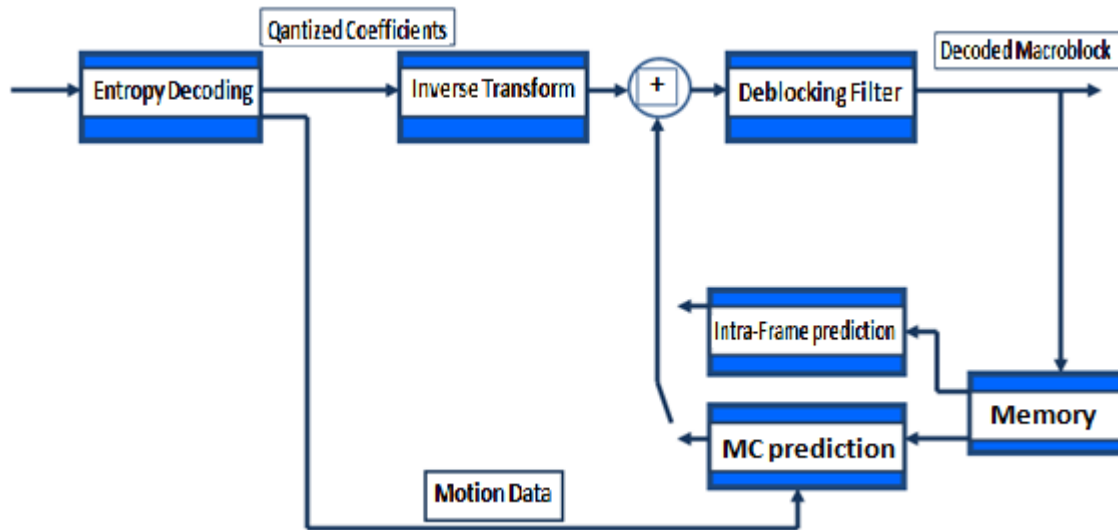 Qantized Coefficients
Decoded Macroblock
Entropy Decoding
Inverse Transform
+
Deblocking Filter
Intra-Frame prediction
Memory
MC prediction
Motion Data